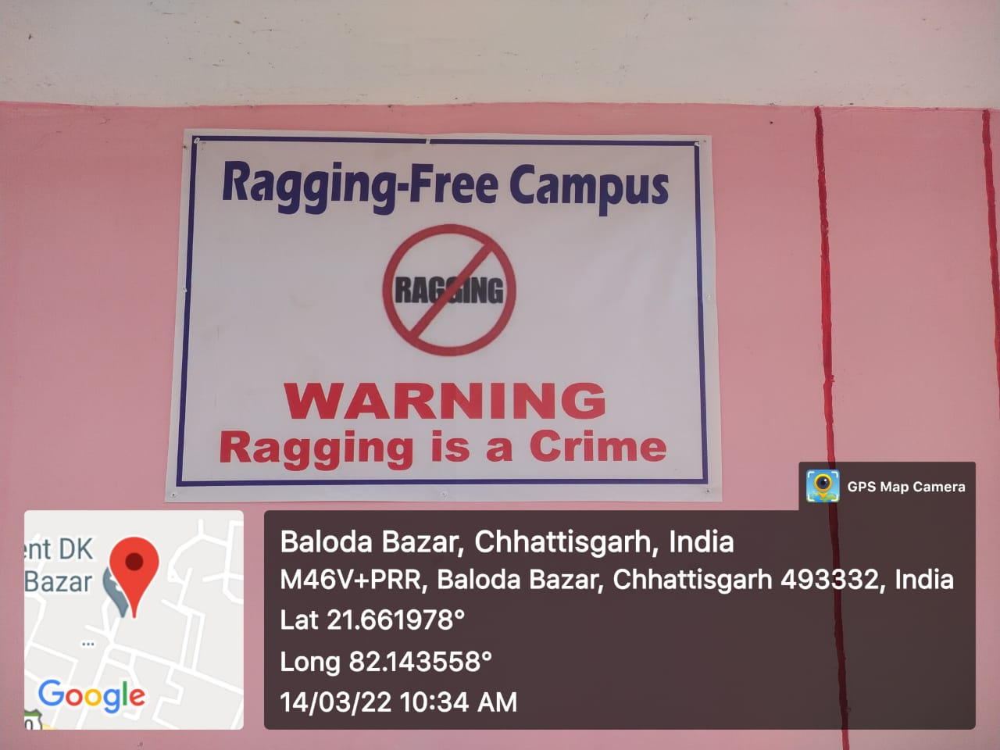 Ragging-Free Campus
RAGGING
WARNING
Ragging is a Crime
GPS Map Camera
ent DK
Bazar
Google
Baloda Bazar, Chhattisgarh, India
M46V+PRR, Baloda Bazar, Chhattisgarh 493332, India
Lat 21.661978°
Long 82.143558°
14/03/22 10:34 AM